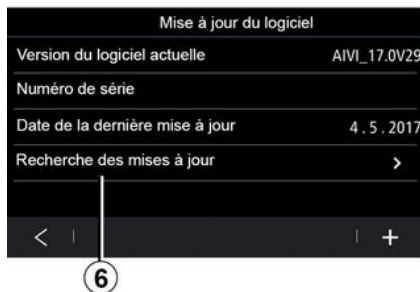 Mise à jour du logiciel
Version du logiciel actuelle AIVI_17.0V29
Numéro de série
Date de la dernière mise à jour 4 . 5 . 2017
Recherche des mises à jour >
< +
6